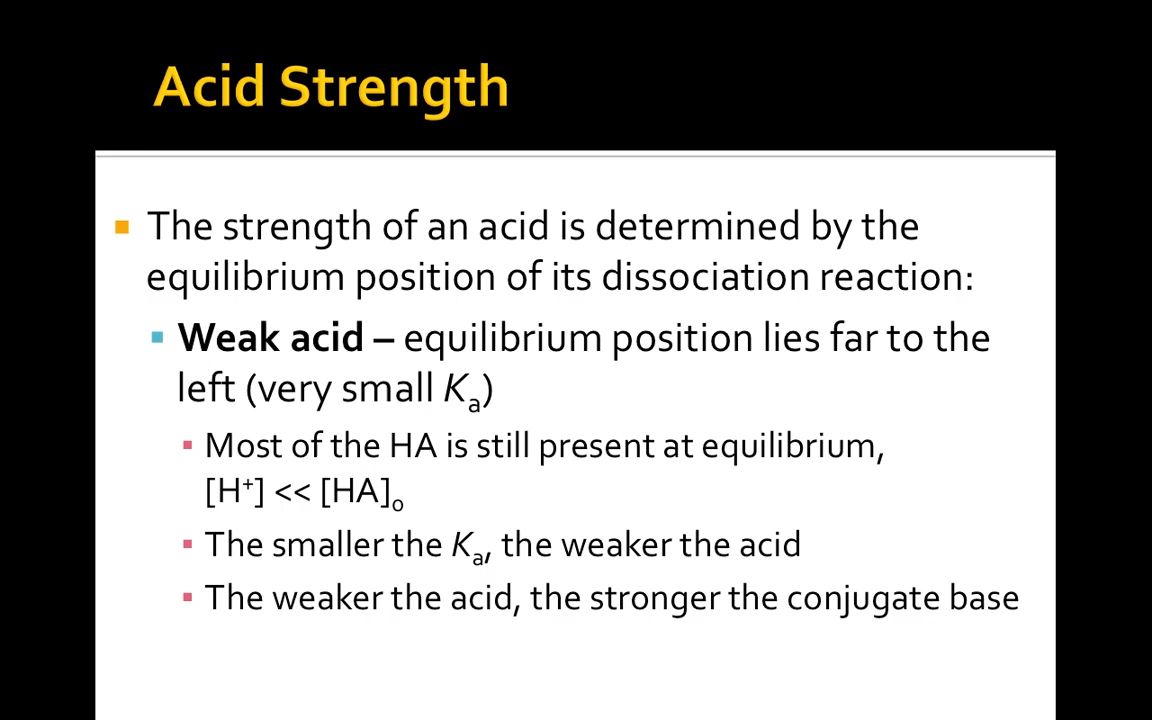 Acid Strength
▪ The strength of an acid is determined by the
equilibrium position of its dissociation reaction:
▪ Weak acid – equilibrium position lies far to the
left (very small Kₐ)
▪ Most of the HA is still present at equilibrium,
[H⁺] << [HA]₀
▪ The smaller the Kₐ, the weaker the acid
▪ The weaker the acid, the stronger the conjugate base